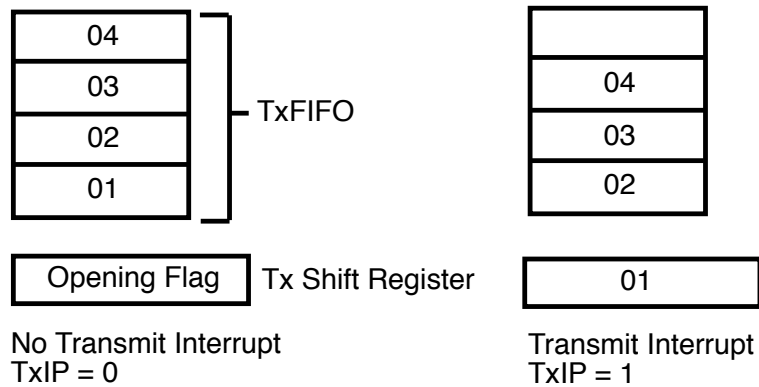 04
03
02
01
TxFIFO
Opening Flag
Tx Shift Register
No Transmit Interrupt
TxIP = 0
04
03
02
01
Transmit Interrupt
TxIP = 1